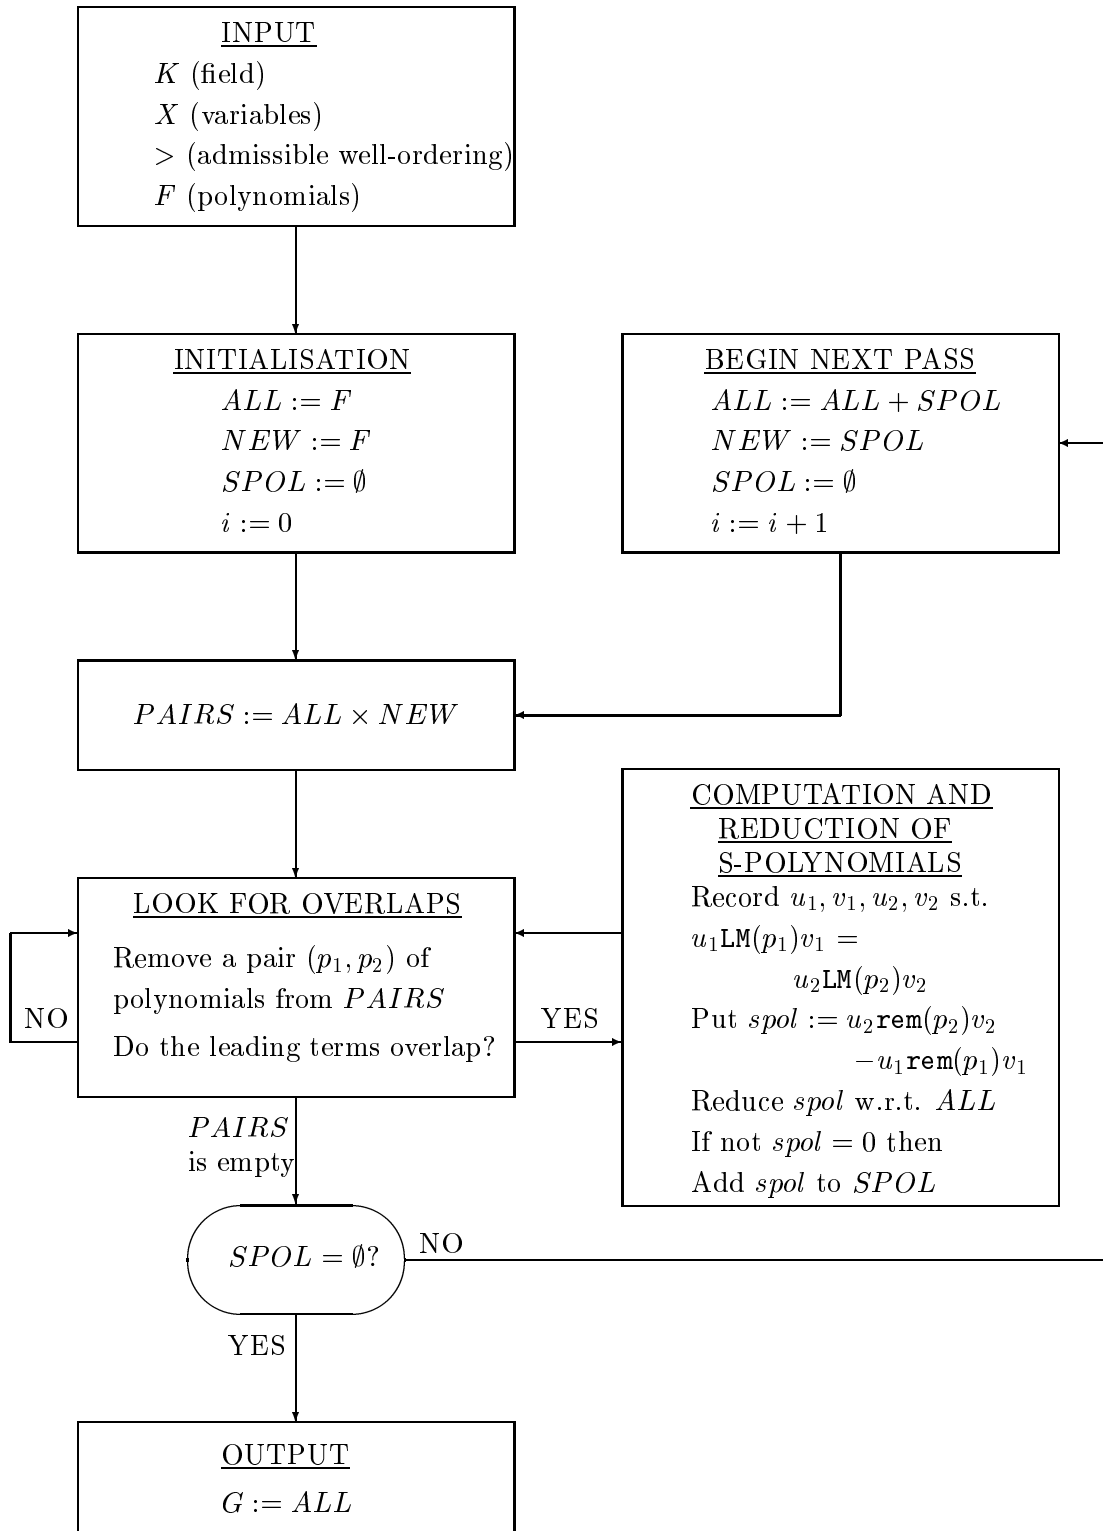 INPUT
K (field)
X (variables)
> (admissible well-ordering)
F (polynomials)
INITIALISATION
ALL := F
NEW := F
SPOL := ∅
i := 0
BEGIN NEXT PASS
ALL := ALL + SPOL
NEW := SPOL
SPOL := ∅
i := i + 1
PAIRS := ALL × NEW
LOOK FOR OVERLAPS
Remove a pair (p₁, p₂) of
polynomials from PAIRS
Do the leading terms overlap?
NO
YES
COMPUTATION AND
REDUCTION OF
S-POLYNOMIALS
Record u₁, v₁, u₂, v₂ s.t.
u₁LM(p₁)v₁ =
u₂LM(p₂)v₂
Put spol := u₂rem(p₂)v₂
−u₁rem(p₁)v₁
Reduce spol w.r.t. ALL
If not spol = 0 then
Add spol to SPOL
PAIRS
is empty
SPOL = ∅?
NO
YES
OUTPUT
G := ALL